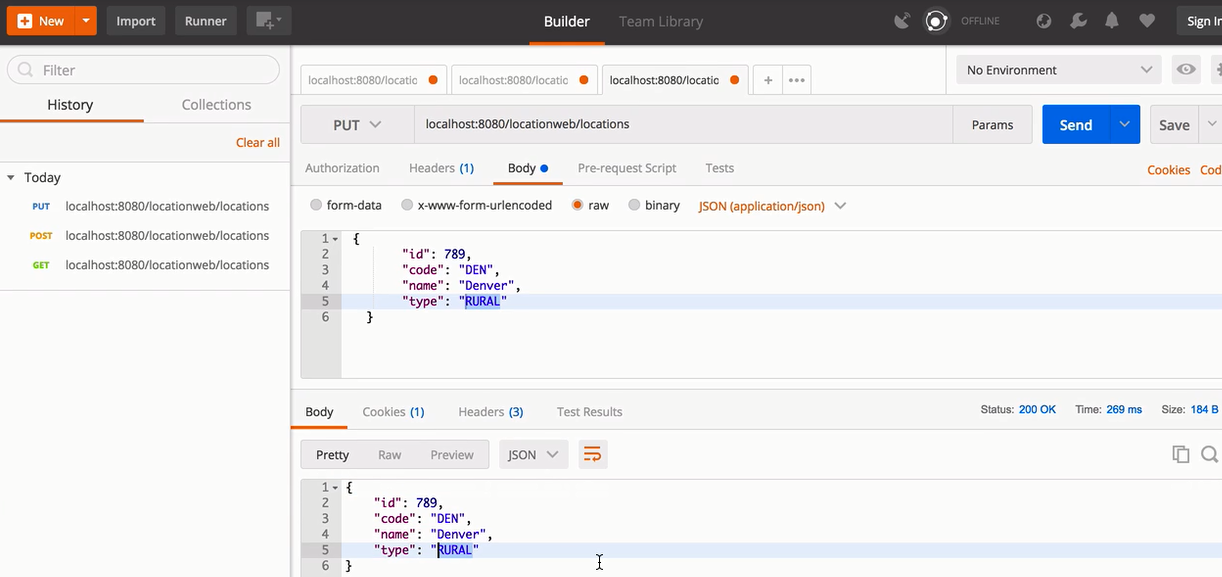 New Import Runner Builder Team Library OFFLINE Sign In
Filter
History Collections
Clear all
Today
PUT localhost:8080/locationweb/locations
POST localhost:8080/locationweb/locations
GET localhost:8080/locationweb/locations
localhost:8080/locatic localhost:8080/locatic localhost:8080/locatic + ••• No Environment
PUT localhost:8080/locationweb/locations Params Send Save
Authorization Headers (1) Body Pre-request Script Tests Cookies Cod
form-data x-www-form-urlencoded raw binary JSON (application/json)
1 {
2 "id": 789,
3 "code": "DEN",
4 "name": "Denver",
5 "type": "RURAL"
6 }
Body Cookies (1) Headers (3) Test Results Status: 200 OK Time: 269 ms Size: 184 B
Pretty Raw Preview JSON
1 {
2 "id": 789,
3 "code": "DEN",
4 "name": "Denver",
5 "type": "RURAL"
6 }